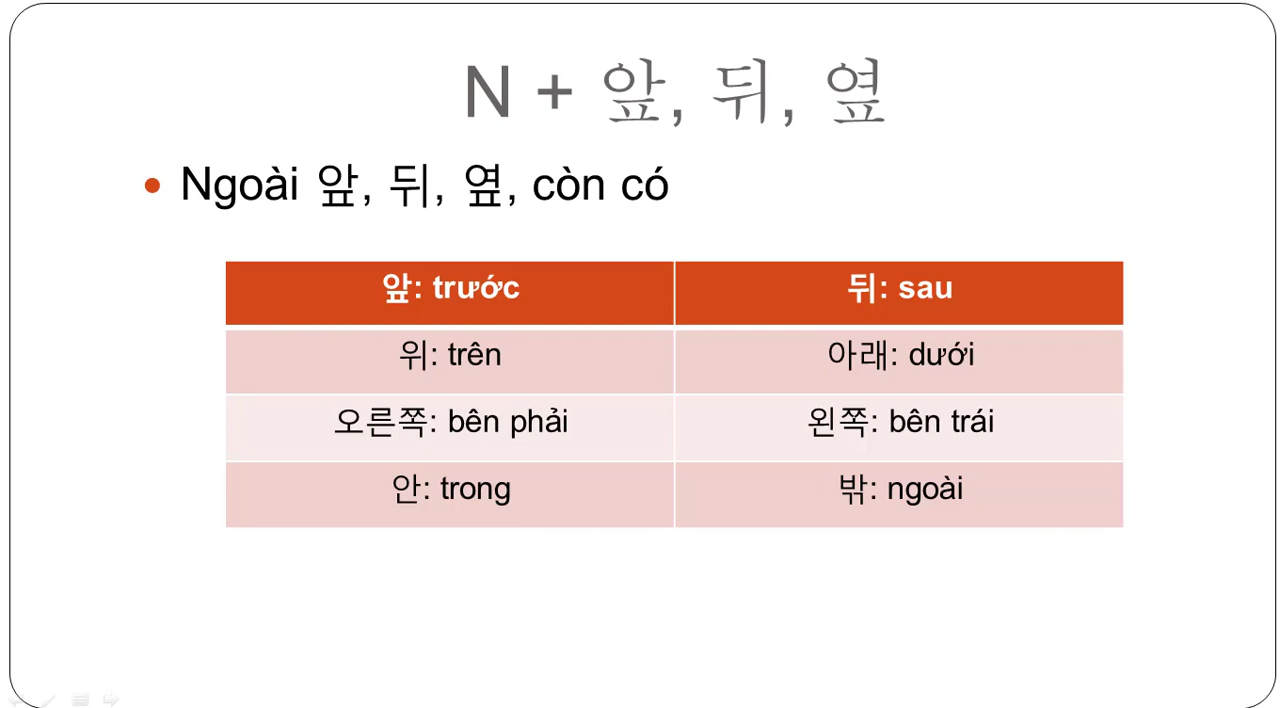 N + 앞, 뒤, 옆
• Ngoài 앞, 뒤, 옆, còn có
앞: trước 뒤: sau
위: trên 아래: dưới
오른쪽: bên phải 왼쪽: bên trái
안: trong 밖: ngoài